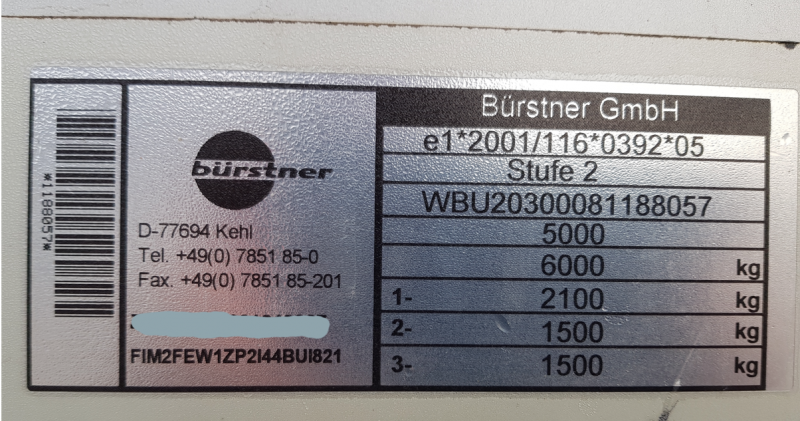 *1188057*
bürstner
D-77694 Kehl
Tel. +49(0) 7851 85-0
Fax. +49(0) 7851 85-201
FIM2FEW1ZP2I44BUI821
Bürstner GmbH
e1*2001/116*0392*05
Stufe 2
WBU20300081188057
5000
6000 kg
1- 2100 kg
2- 1500 kg
3- 1500 kg